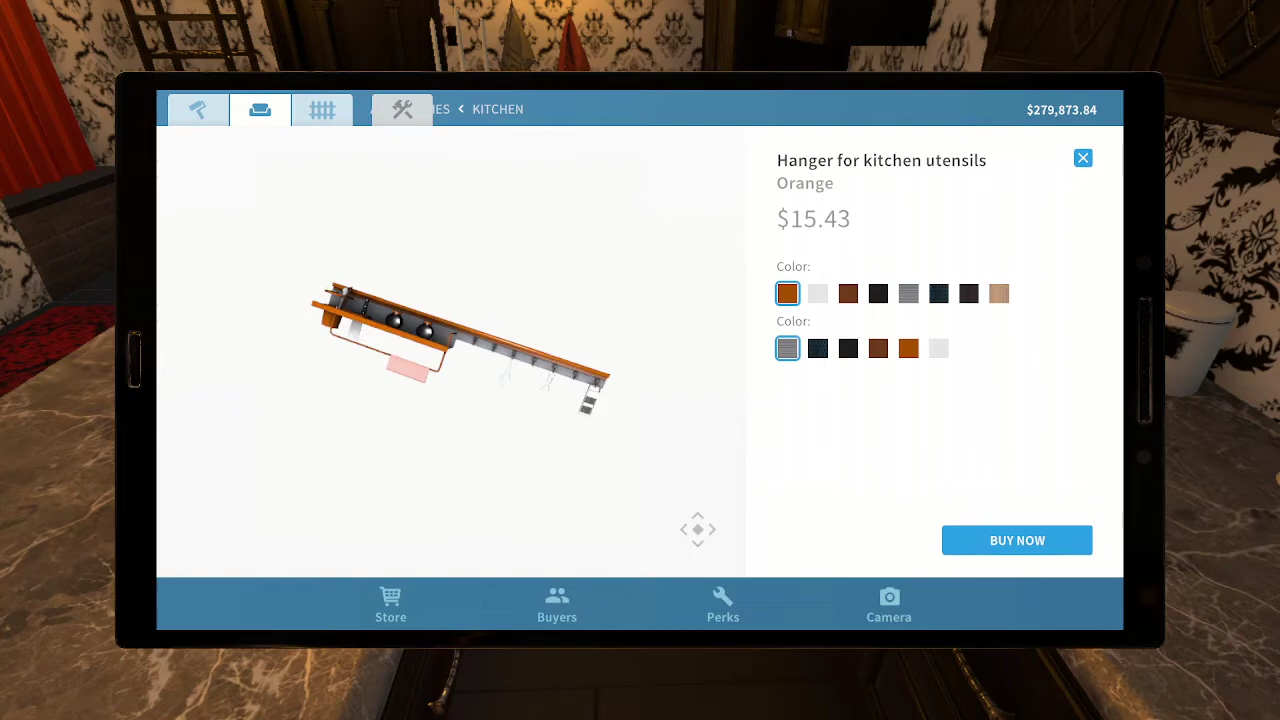 KITCHEN
$279,873.84
Hanger for kitchen utensils
Orange
$15.43
Color:
Color:
BUY NOW
Store
Buyers
Perks
Camera